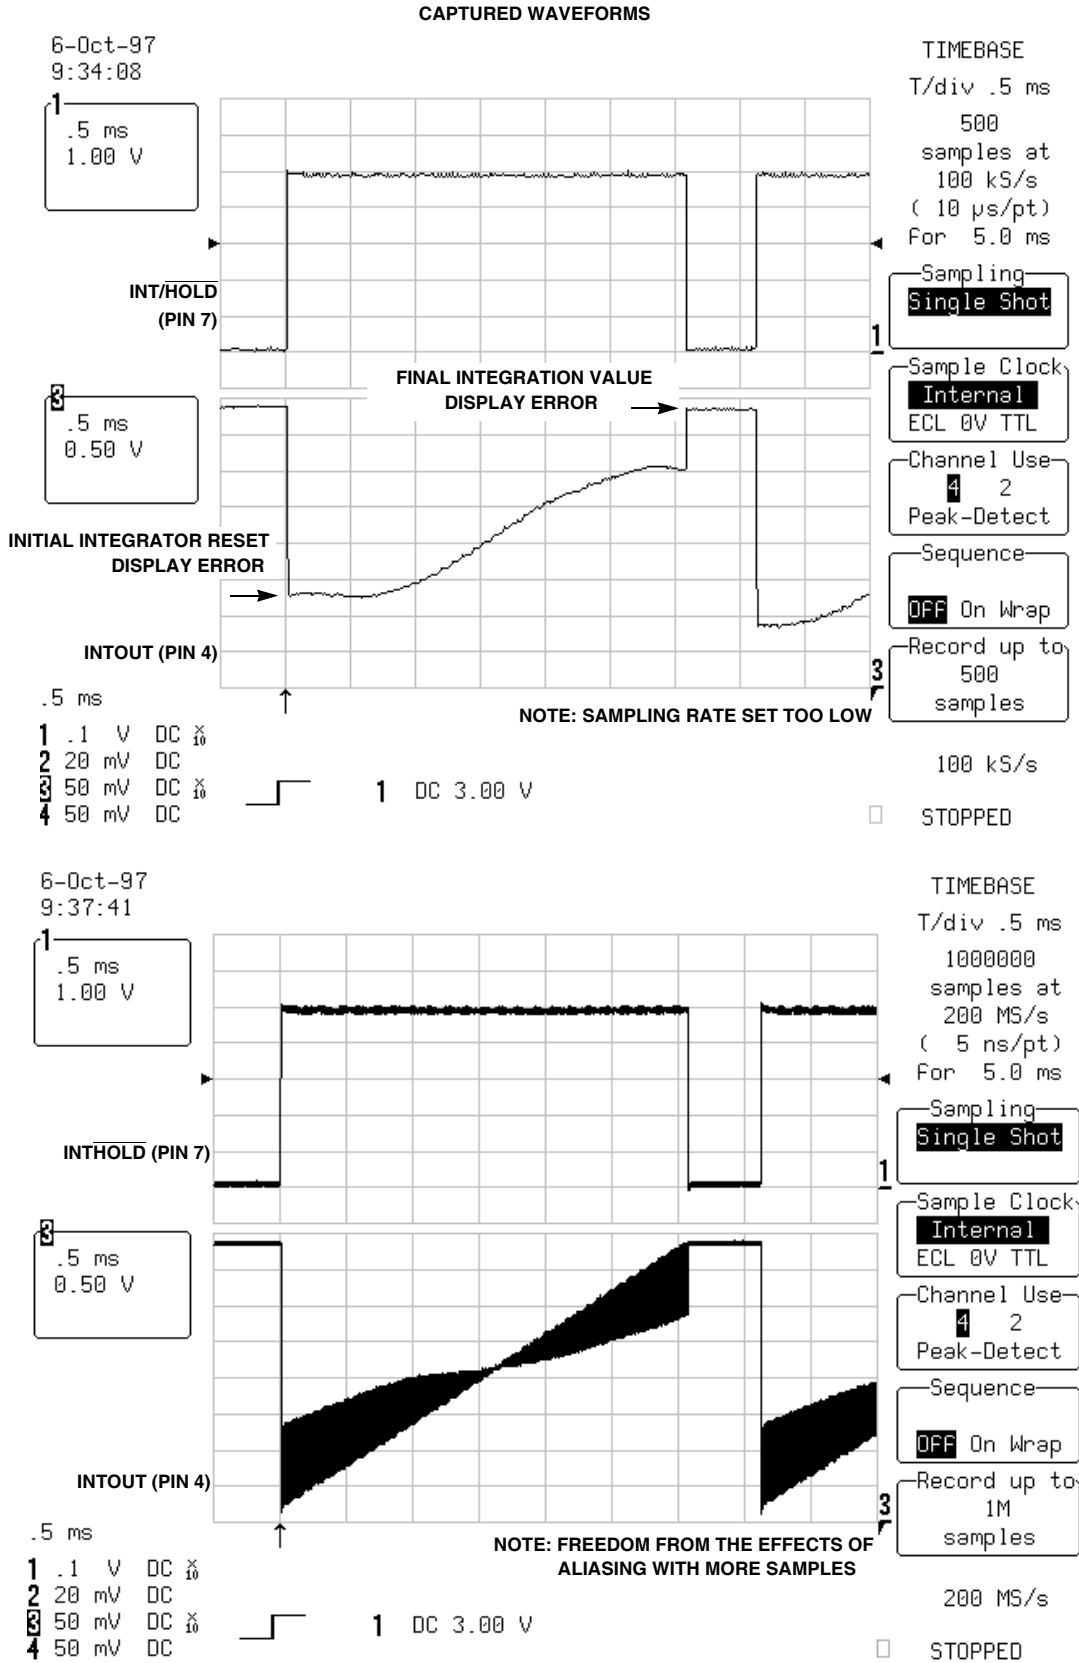 CAPTURED WAVEFORMS
6-Oct-97
9:34:08
1
.5 ms
1.00 V
INT/HOLD
(PIN 7)
FINAL INTEGRATION VALUE
DISPLAY ERROR
3
.5 ms
0.50 V
INITIAL INTEGRATOR RESET
DISPLAY ERROR
INTOUT (PIN 4)
1
3
NOTE: SAMPLING RATE SET TOO LOW
.5 ms
1 .1 V DC X10
2 20 mV DC
3 50 mV DC X10
4 50 mV DC
1 DC 3.00 V
TIMEBASE
T/div .5 ms
500
samples at
100 kS/s
( 10 µs/pt)
for 5.0 ms
Sampling
Single Shot
Sample Clock
Internal
ECL 0V TTL
Channel Use
4 2
Peak-Detect
Sequence
OFF On Wrap
Record up to
500
samples
100 kS/s
STOPPED
6-Oct-97
9:37:41
1
.5 ms
1.00 V
INTHOLD (PIN 7)
3
.5 ms
0.50 V
INTOUT (PIN 4)
1
3
NOTE: FREEDOM FROM THE EFFECTS OF
ALIASING WITH MORE SAMPLES
.5 ms
1 .1 V DC X10
2 20 mV DC
3 50 mV DC X10
4 50 mV DC
1 DC 3.00 V
TIMEBASE
T/div .5 ms
1000000
samples at
200 MS/s
( 5 ns/pt)
for 5.0 ms
Sampling
Single Shot
Sample Clock
Internal
ECL 0V TTL
Channel Use
4 2
Peak-Detect
Sequence
OFF On Wrap
Record up to
1M
samples
200 MS/s
STOPPED